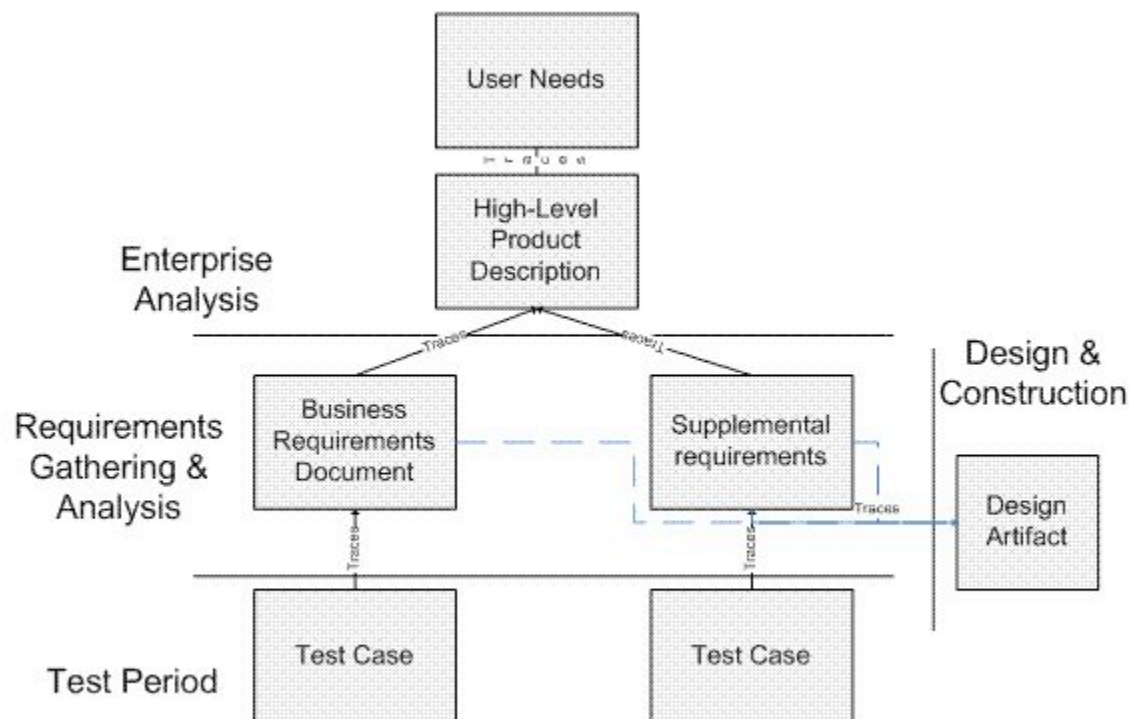 User Needs
Traces
High-Level
Product
Description
Enterprise
Analysis
Traces
Traces
Design &
Construction
Requirements
Gathering &
Analysis
Business
Requirements
Document
Supplemental
requirements
Traces
Design
Artifact
Traces
Traces
Test Period
Test Case
Test Case